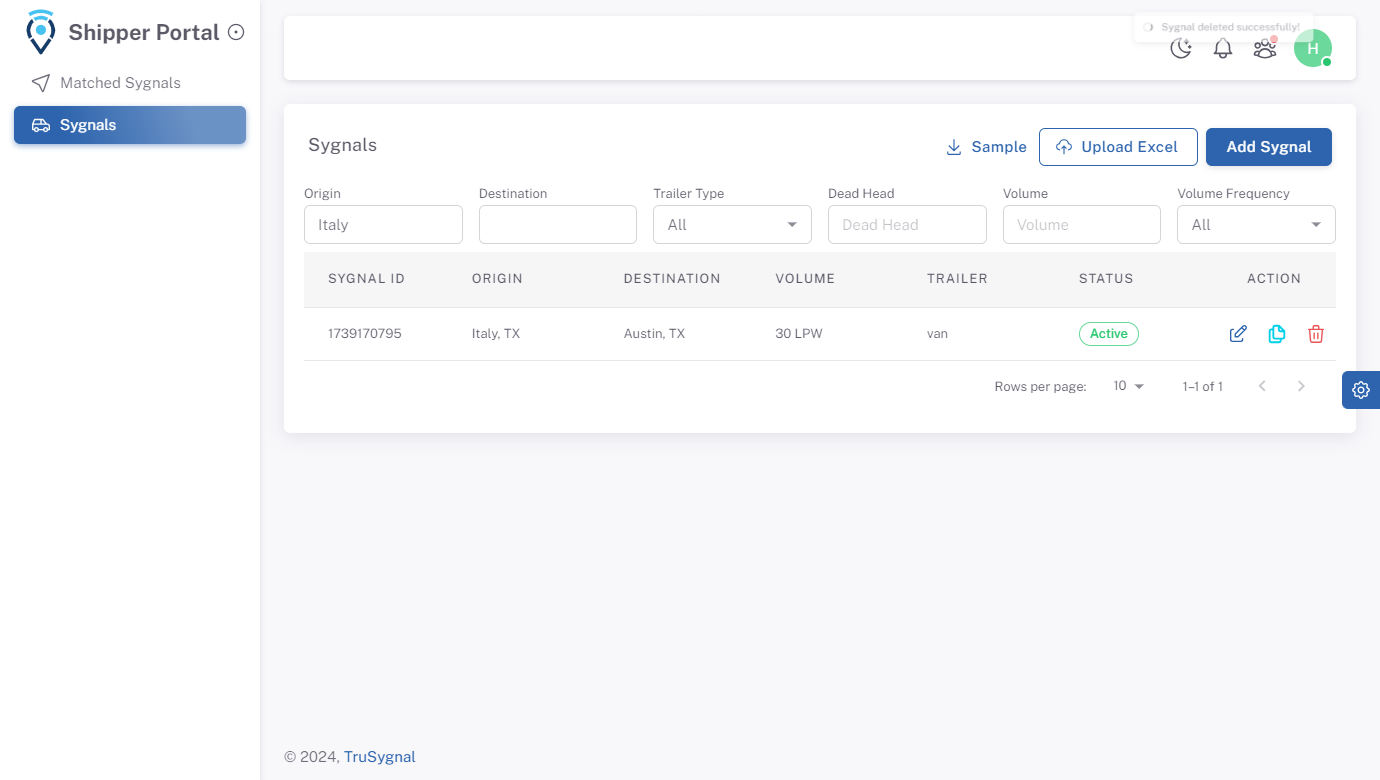 Shipper Portal
Sygnal deleted successfully!
H
Matched Sygnals
Sygnals
Sygnals
Sample
Upload Excel
Add Sygnal
Origin Destination Trailer Type Dead Head Volume Volume Frequency
Italy All Dead Head Volume All
SYGNAL ID ORIGIN DESTINATION VOLUME TRAILER STATUS ACTION
1739170795 Italy, TX Austin, TX 30 LPW van Active
Rows per page: 10 1–1 of 1
© 2024, TruSygnal